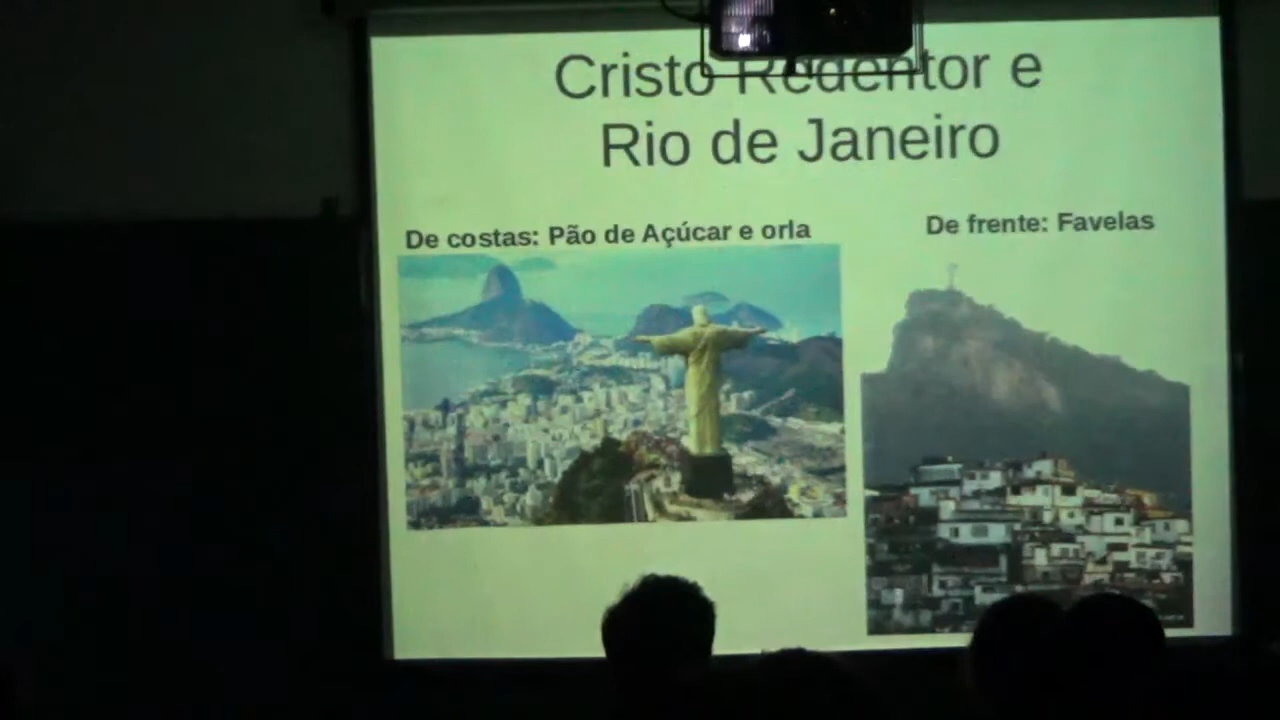 Cristo Redentor e
Rio de Janeiro
De costas: Pão de Açúcar e orla
De frente: Favelas